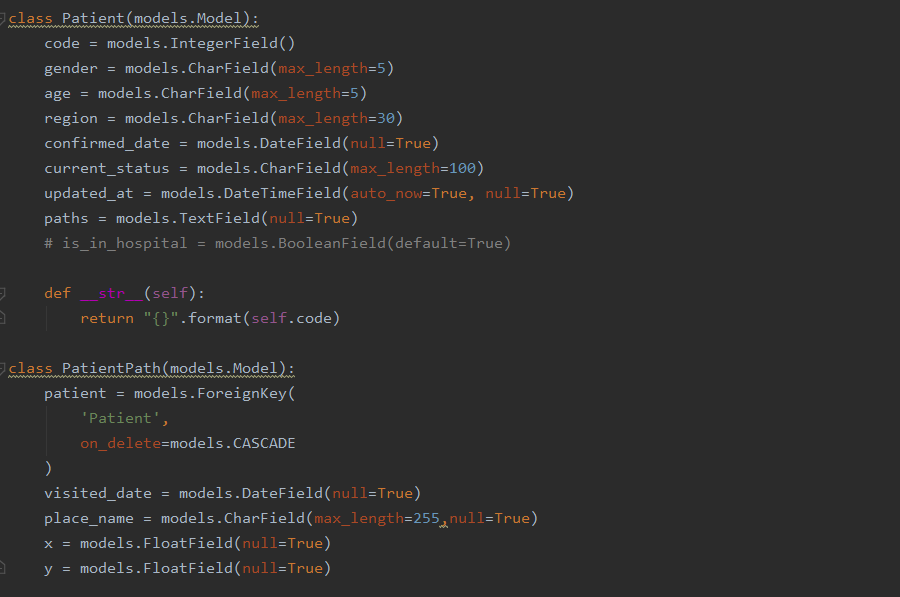 class Patient(models.Model):
    code = models.IntegerField()
    gender = models.CharField(max_length=5)
    age = models.CharField(max_length=5)
    region = models.CharField(max_length=30)
    confirmed_date = models.DateField(null=True)
    current_status = models.CharField(max_length=100)
    updated_at = models.DateTimeField(auto_now=True, null=True)
    paths = models.TextField(null=True)
    # is_in_hospital = models.BooleanField(default=True)

    def __str__(self):
        return "{}".format(self.code)

class PatientPath(models.Model):
    patient = models.ForeignKey(
        'Patient',
        on_delete=models.CASCADE
    )
    visited_date = models.DateField(null=True)
    place_name = models.CharField(max_length=255,null=True)
    x = models.FloatField(null=True)
    y = models.FloatField(null=True)